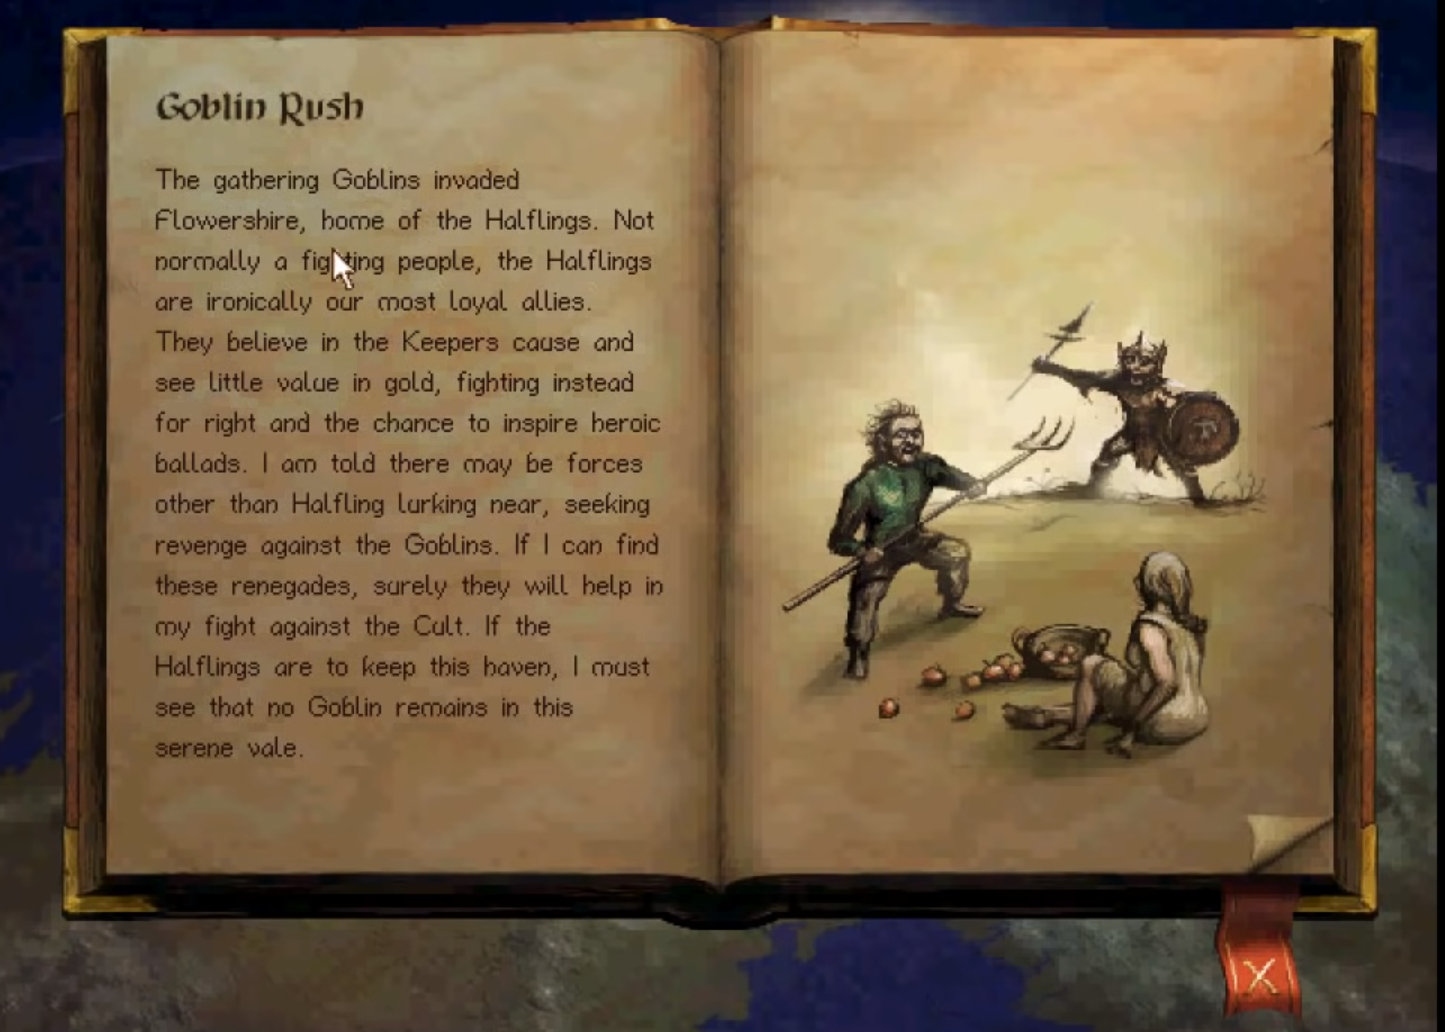 Goblin Rush
The gathering Goblins invaded
Flowershire, home of the Halflings. Not
normally a fighting people, the Halflings
are ironically our most loyal allies.
They believe in the Keepers cause and
see little value in gold, fighting instead
for right and the chance to inspire heroic
ballads. I am told there may be forces
other than Halfling lurking near, seeking
revenge against the Goblins. If I can find
these renegades, surely they will help in
my fight against the Cult. If the
Halflings are to keep this haven, I must
see that no Goblin remains in this
serene vale.
X